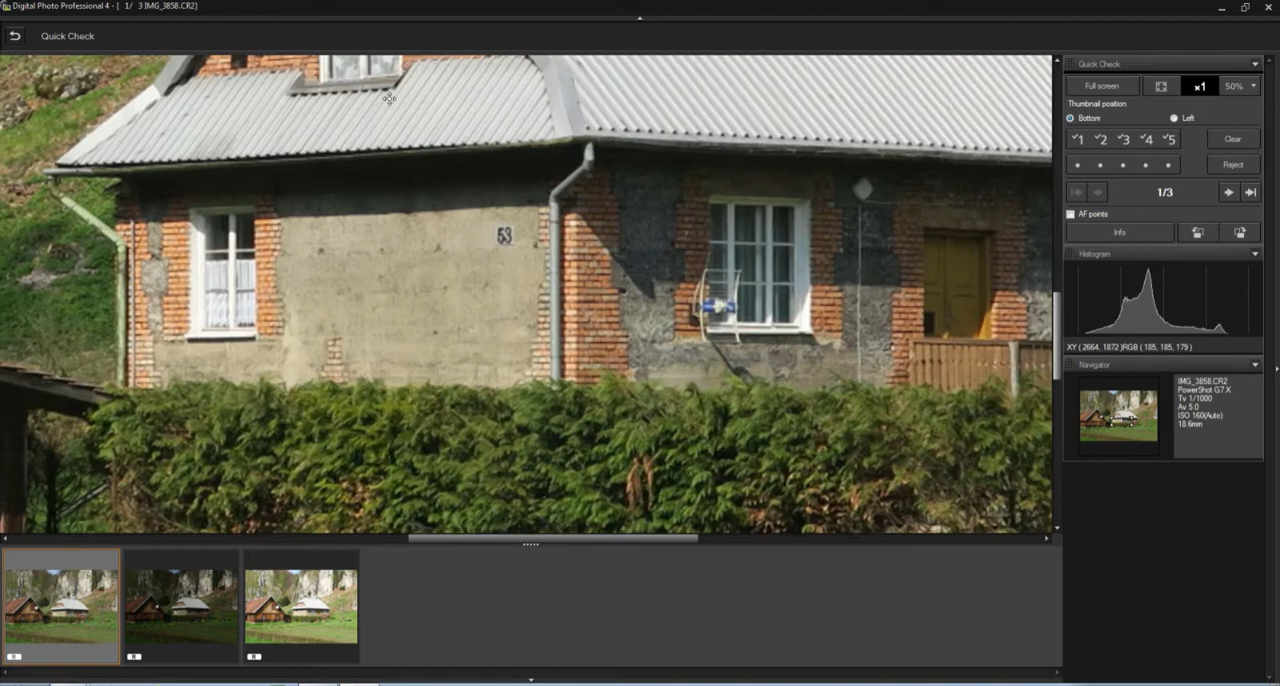 Digital Photo Professional 4 - [ 1/ 3 IMG_3858.CR2]
Quick Check
Quick Check
Full screen
x1
50%
Thumbnail position
Bottom
Left
1 2 3 4 5
Clear
Reject
1/3
AF points
Info
Histogram
XY ( 2664, 1872 )RGB ( 185, 185, 179 )
Navigator
IMG_3858.CR2
PowerShot G7 X
Tv 1/1000
Av 5.0
ISO 160(Auto)
18.6mm
53
R
R